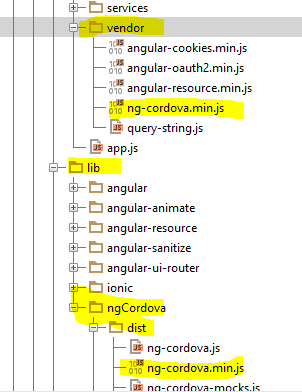 services
vendor
angular-cookies.min.js
angular-oauth2.min.js
angular-resource.min.js
ng-cordova.min.js
query-string.js
app.js
lib
angular
angular-animate
angular-resource
angular-sanitize
angular-ui-router
ionic
ngCordova
dist
ng-cordova.js
ng-cordova.min.js
ng-cordova-mocks.js